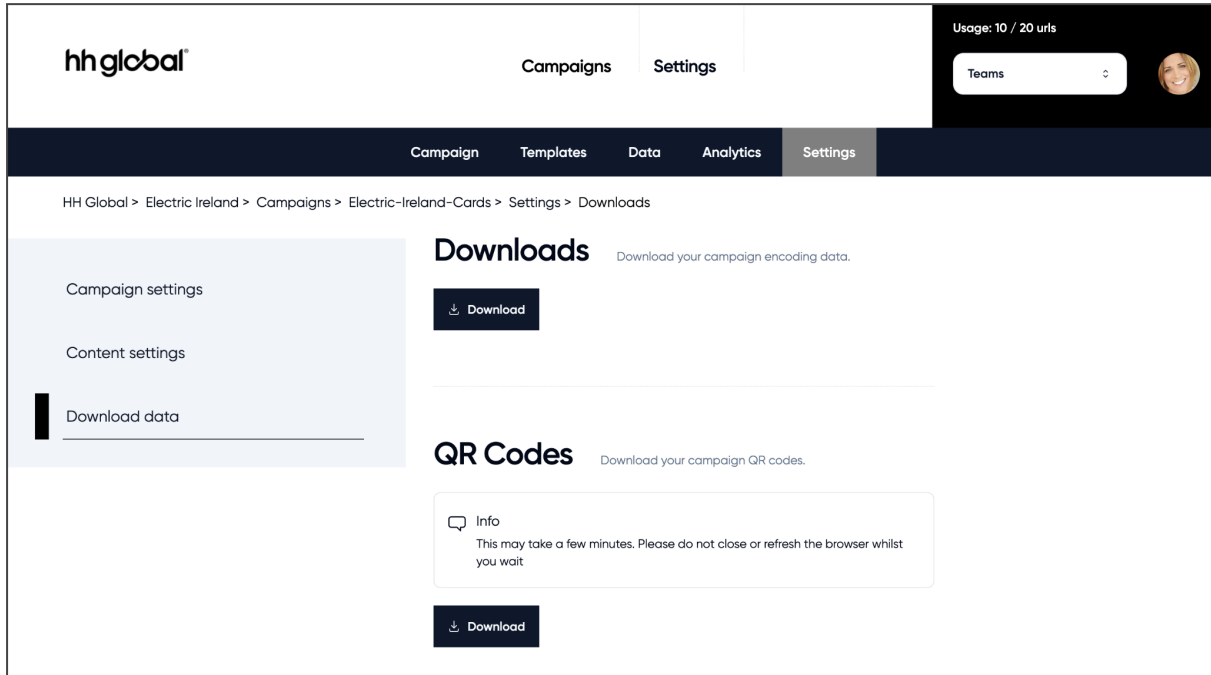 Usage: 10 / 20 urls
hh global®
Campaigns
Settings
Teams
Campaign
Templates
Data
Analytics
Settings
HH Global > Electric Ireland > Campaigns > Electric-Ireland-Cards > Settings > Downloads
Campaign settings
Content settings
Download data
Downloads
Download your campaign encoding data.
Download
QR Codes
Download your campaign QR codes.
Info
This may take a few minutes. Please do not close or refresh the browser whilst
you wait
Download